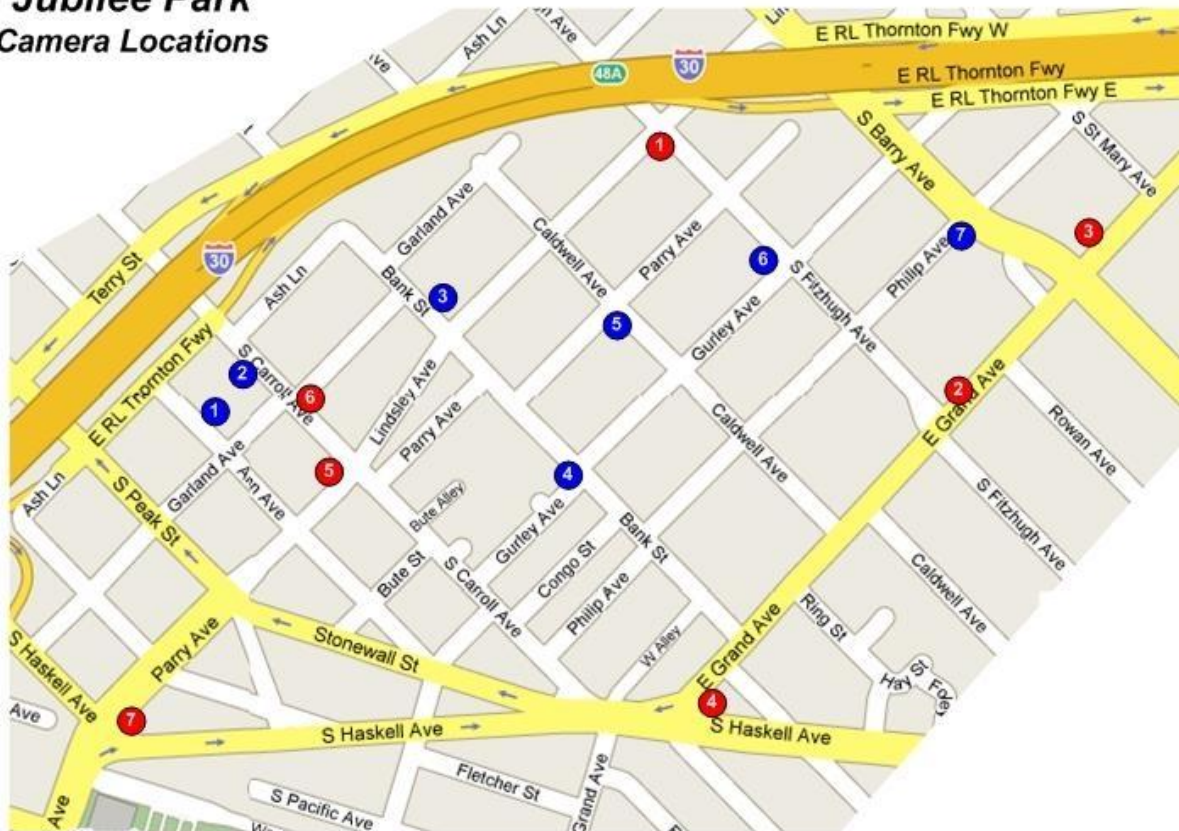 Jubilee Park
Camera Locations
Ash Ln
E RL Thornton Fwy W
48A
30
E RL Thornton Fwy
E RL Thornton Fwy E
S Barry Ave
S St Mary Ave
1
Garland Ave
Caldwell Ave
Parry Ave
3
7
6
30
Terry St
Ash Ln
Bank St
3
S Fitzhugh Ave
Philip Ave
5
Gurley Ave
E RL Thornton Fwy
S Carroll Ave
2
1
6
Lindsley Ave
Parry Ave
2
E Grand Ave
Rowan Ave
Caldwell Ave
Garland Ave
Ann Ave
5
4
Ash Ln
S Peak St
Bute Alley
Gurley Ave
Bank St
S Fitzhugh Ave
Bute St
S Carroll Ave
Congo St
Philip Ave
Caldwell Ave
Ring St
S Haskell Ave
Parry Ave
Stonewall St
W Alley
E Grand Ave
Hay St
Ave
7
4
S Haskell Ave
S Haskell Ave
Fletcher St
S Pacific Ave
Grand Ave
Ave